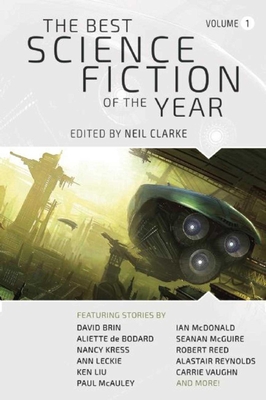 VOLUME 1
THE BEST
SCIENCE
FICTION
OF THE
YEAR
EDITED BY NEIL CLARKE
FEATURING STORIES BY
DAVID BRIN
ALIETTE de BODARD
NANCY KRESS
ANN LECKIE
KEN LIU
PAUL McAULEY
IAN McDONALD
SEANAN McGUIRE
ROBERT REED
ALASTAIR REYNOLDS
CARRIE VAUGHN
AND MORE!